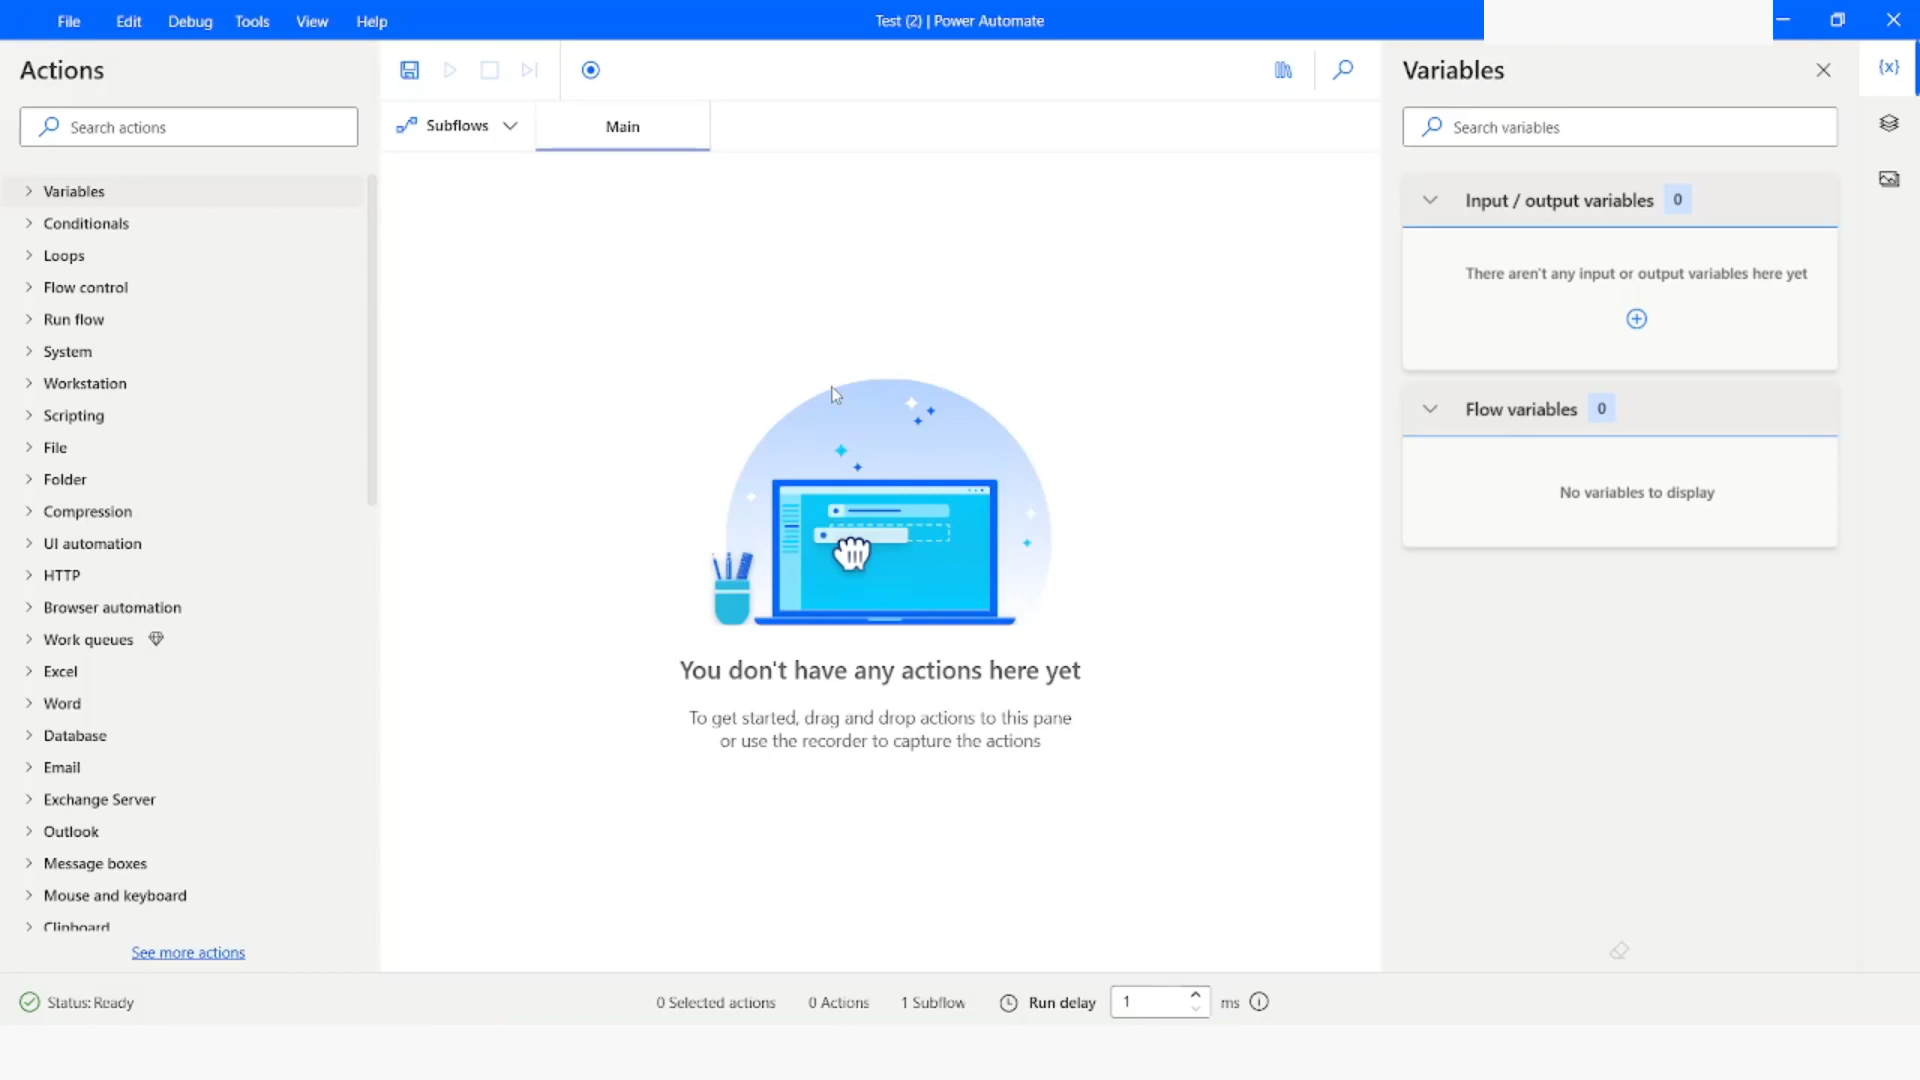 File Edit Debug Tools View Help
Test (2) | Power Automate
Actions
Search actions
Variables
Conditionals
Loops
Flow control
Run flow
System
Workstation
Scripting
File
Folder
Compression
UI automation
HTTP
Browser automation
Work queues
Excel
Word
Database
Email
Exchange Server
Outlook
Message boxes
Mouse and keyboard
Clipboard
See more actions
Subflows
Main
You don't have any actions here yet
To get started, drag and drop actions to this pane
or use the recorder to capture the actions
Variables
{x}
Search variables
Input / output variables 0
There aren't any input or output variables here yet
Flow variables 0
No variables to display
Status: Ready
0 Selected actions 0 Actions 1 Subflow Run delay 1 ms